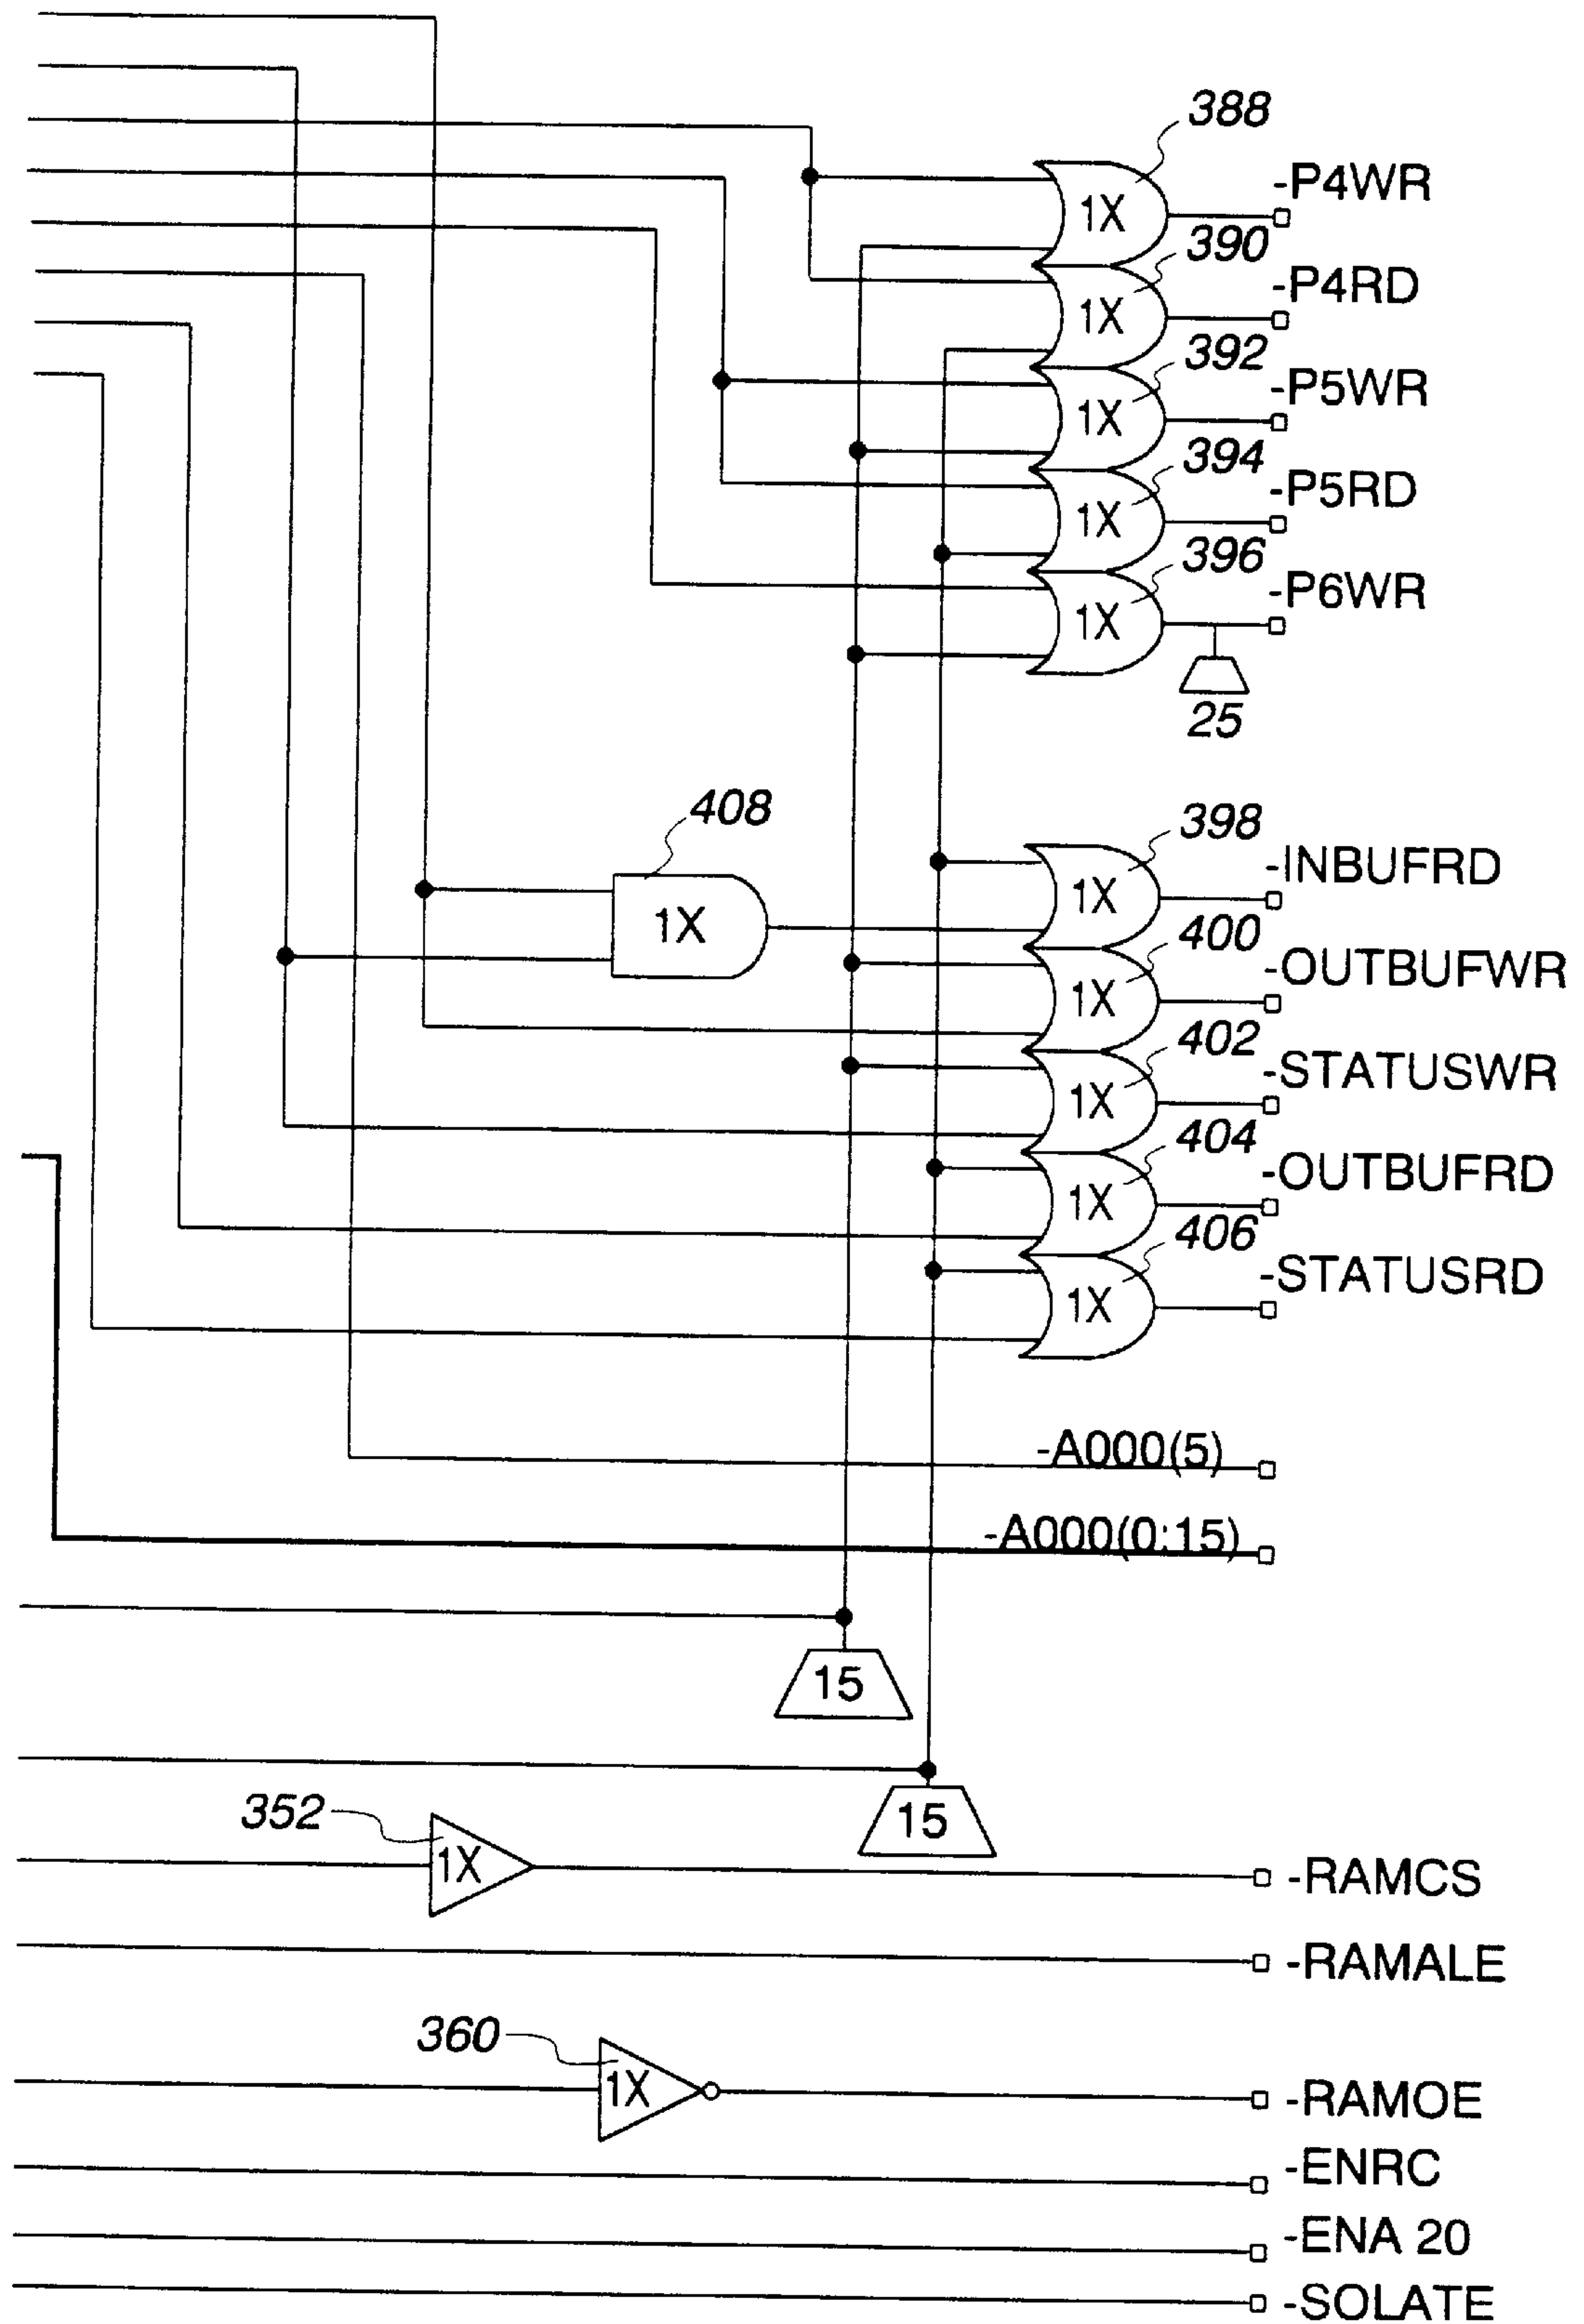 388
-P4WR
1X
390
-P4RD
1X
392
-P5WR
1X
394
-P5RD
1X
396
-P6WR
1X
25
408
1X
398
-INBUFRD
1X
400
-OUTBUFWR
1X
402
-STATUSWR
1X
404
-OUTBUFRD
1X
406
-STATUSRD
1X
-A000(5)
-A000(0:15)
15
15
352
1X
-RAMCS
-RAMALE
360
1X
-RAMOE
-ENRC
-ENA 20
-SOLATE